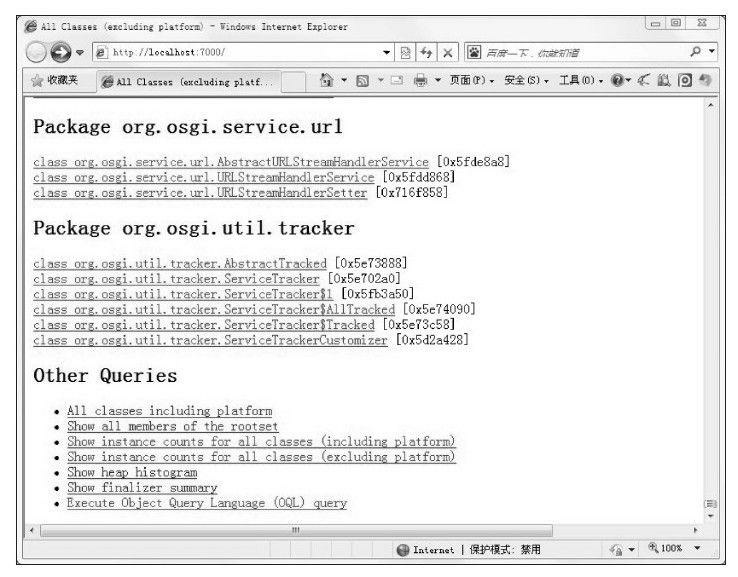 All Classes (excluding platform) - Windows Internet Explorer
http://localhost:7000/
百度一下，你就知道
收藏夹
All Classes (excluding platf...
页面(P)
安全(S)
工具(O)
Package org.osgi.service.url
class org.osgi.service.url.AbstractURLStreamHandlerService [0x5fde8a8]
class org.osgi.service.url.URLStreamHandlerService [0x5fdd868]
class org.osgi.service.url.URLStreamHandlerSetter [0x716f858]
Package org.osgi.util.tracker
class org.osgi.util.tracker.AbstractTracked [0x5e73888]
class org.osgi.util.tracker.ServiceTracker [0x5e702a0]
class org.osgi.util.tracker.ServiceTracker$1 [0x5fb3a50]
class org.osgi.util.tracker.ServiceTracker$AllTracked [0x5e74090]
class org.osgi.util.tracker.ServiceTracker$Tracked [0x5e73c58]
class org.osgi.util.tracker.ServiceTrackerCustomizer [0x5d2a428]
Other Queries
• All classes including platform
• Show all members of the rootset
• Show instance counts for all classes (including platform)
• Show instance counts for all classes (excluding platform)
• Show heap histogram
• Show finalizer summary
• Execute Object Query Language (OQL) query
Internet | 保护模式: 禁用
100%